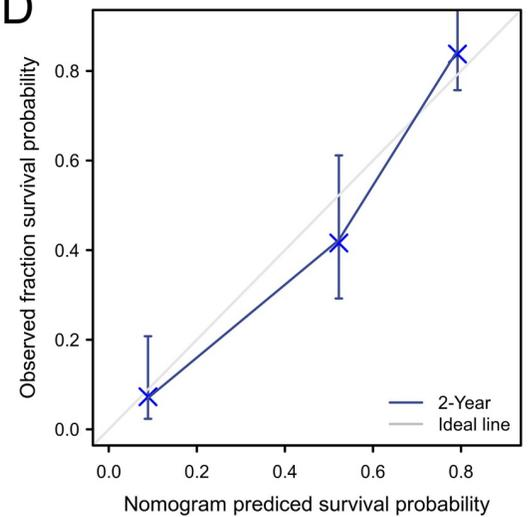 D
Observed fraction survival probability
0.8
0.6
0.4
0.2
0.0
2-Year
Ideal line
0.0 0.2 0.4 0.6 0.8
Nomogram prediced survival probability